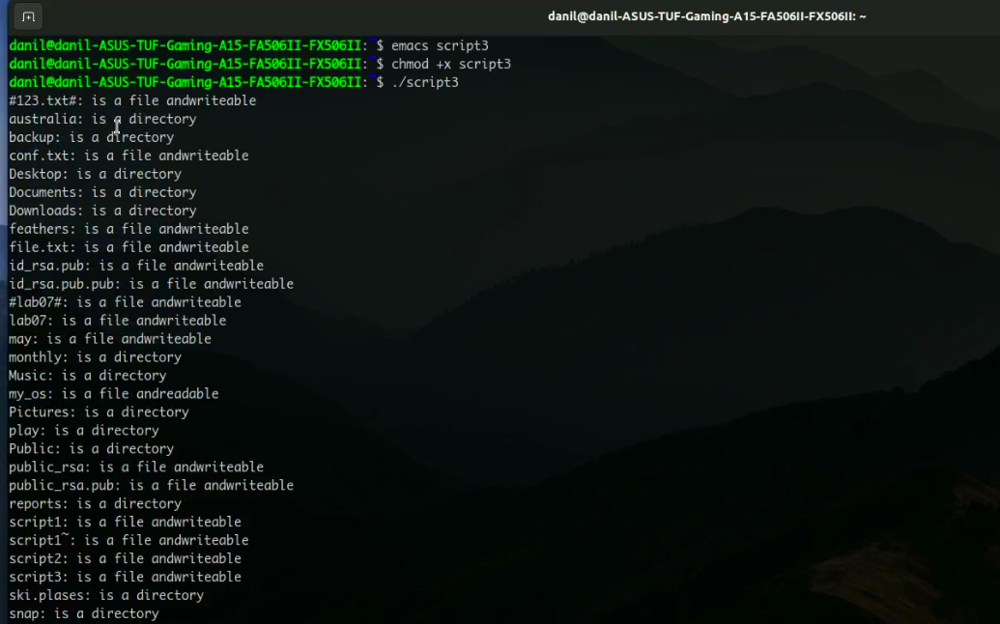 danil@danil-ASUS-TUF-Gaming-A15-FA506II-FX506II: ~
danil@danil-ASUS-TUF-Gaming-A15-FA506II-FX506II:~$ emacs script3
danil@danil-ASUS-TUF-Gaming-A15-FA506II-FX506II:~$ chmod +x script3
danil@danil-ASUS-TUF-Gaming-A15-FA506II-FX506II:~$ ./script3
#123.txt#: is a file andwriteable
australia: is a directory
backup: is a directory
conf.txt: is a file andwriteable
Desktop: is a directory
Documents: is a directory
Downloads: is a directory
feathers: is a file andwriteable
file.txt: is a file andwriteable
id_rsa.pub: is a file andwriteable
id_rsa.pub.pub: is a file andwriteable
#lab07#: is a file andwriteable
lab07: is a file andwriteable
may: is a file andwriteable
monthly: is a directory
Music: is a directory
my_os: is a file andreadable
Pictures: is a directory
play: is a directory
Public: is a directory
public_rsa: is a file andwriteable
public_rsa.pub: is a file andwriteable
reports: is a directory
script1: is a file andwriteable
script1~: is a file andwriteable
script2: is a file andwriteable
script3: is a file andwriteable
ski.plases: is a directory
snap: is a directory